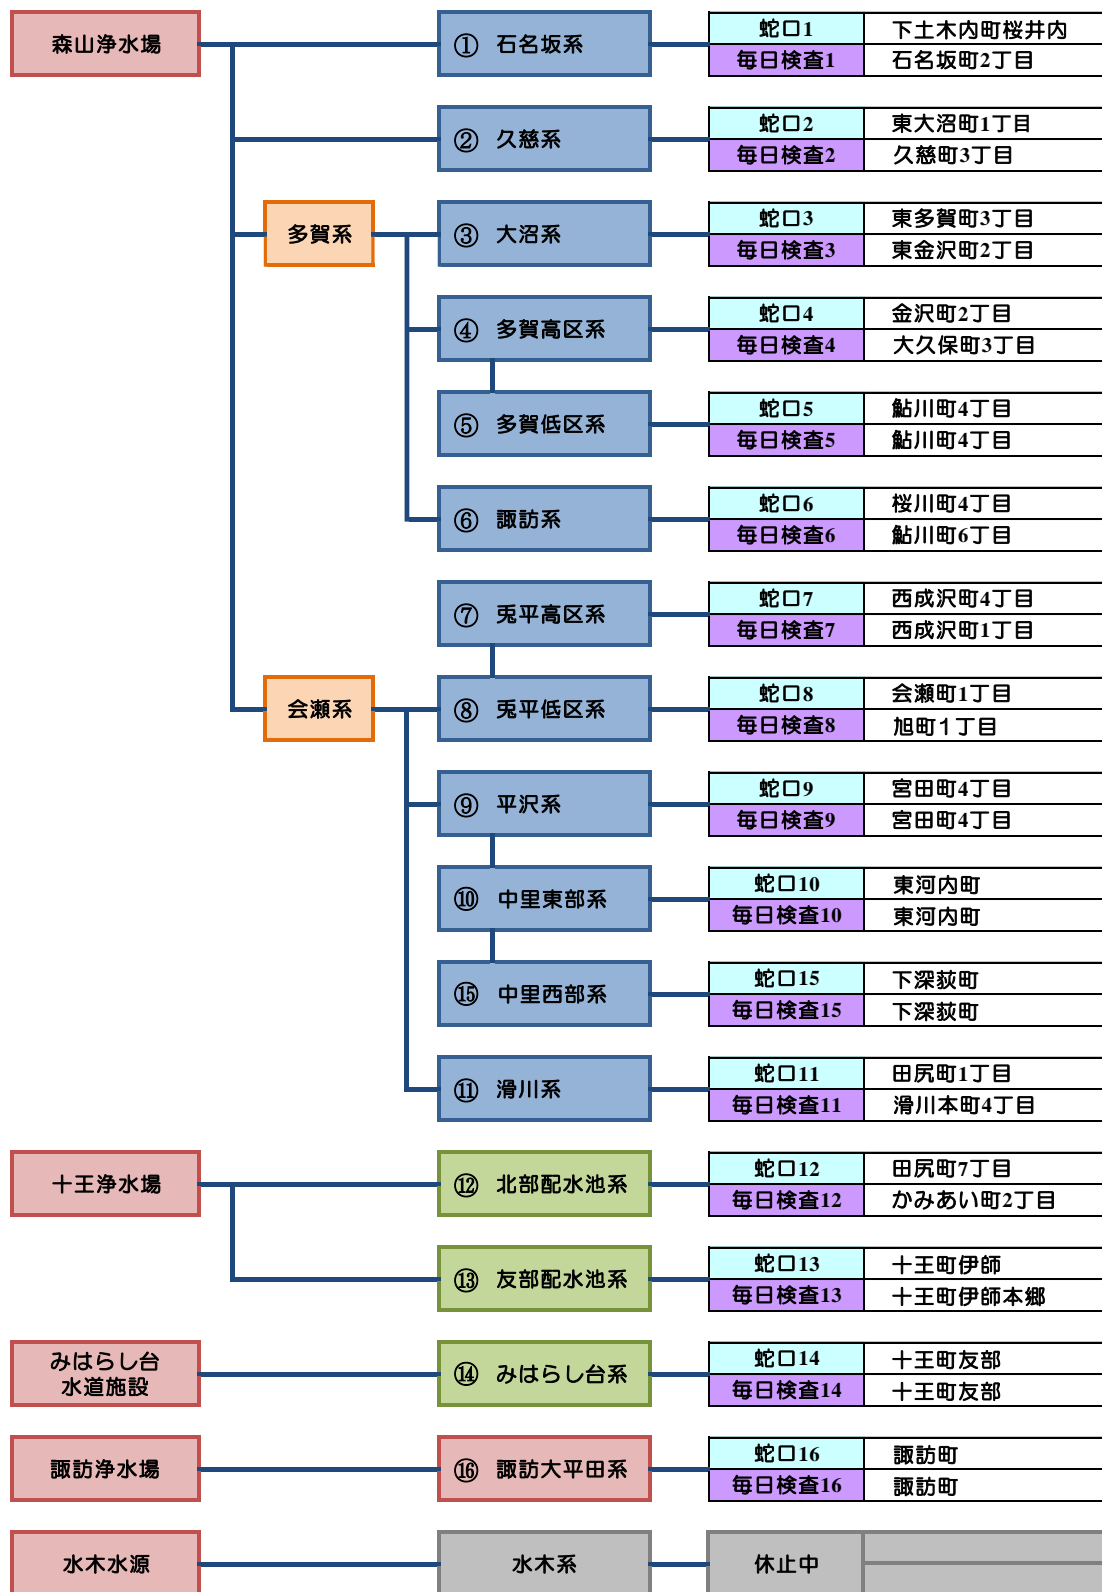 森山浄水場
① 石名坂系
蛇口1 下土木内町桜井内
毎日検査1 石名坂町2丁目
② 久慈系
蛇口2 東大沼町1丁目
毎日検査2 久慈町3丁目
多賀系
③ 大沼系
蛇口3 東多賀町3丁目
毎日検査3 東金沢町2丁目
④ 多賀高区系
蛇口4 金沢町2丁目
毎日検査4 大久保町3丁目
⑤ 多賀低区系
蛇口5 鮎川町4丁目
毎日検査5 鮎川町4丁目
⑥ 諏訪系
蛇口6 桜川町4丁目
毎日検査6 鮎川町6丁目
⑦ 兎平高区系
蛇口7 西成沢町4丁目
毎日検査7 西成沢町1丁目
会瀬系
⑧ 兎平低区系
蛇口8 会瀬町1丁目
毎日検査8 旭町１丁目
⑨ 平沢系
蛇口9 宮田町4丁目
毎日検査9 宮田町4丁目
⑩ 中里東部系
蛇口10 東河内町
毎日検査10 東河内町
⑮ 中里西部系
蛇口15 下深荻町
毎日検査15 下深荻町
⑪ 滑川系
蛇口11 田尻町1丁目
毎日検査11 滑川本町4丁目
十王浄水場
⑫ 北部配水池系
蛇口12 田尻町7丁目
毎日検査12 かみあい町2丁目
⑬ 友部配水池系
蛇口13 十王町伊師
毎日検査13 十王町伊師本郷
みはらし台
水道施設
⑭ みはらし台系
蛇口14 十王町友部
毎日検査14 十王町友部
諏訪浄水場
⑯ 諏訪大平田系
蛇口16 諏訪町
毎日検査16 諏訪町
水木水源
水木系
休止中